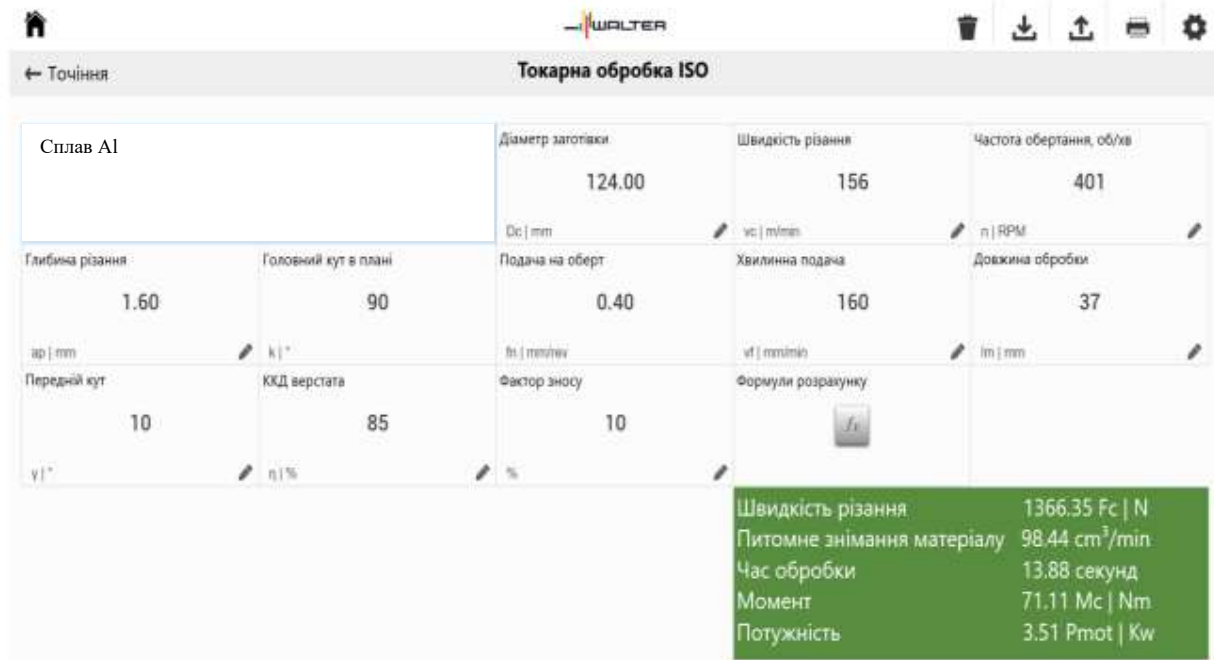 WALTER
← Точіння
Токарна обробка ISO
Сплав Al
Діаметр заготівки
124.00
Dc | mm
Швидкість різання
156
vc | m/min
Частота обертання, об/хв
401
n | RPM
Глибина різання
1.60
ap | mm
Головний кут в плані
90
k | °
Подача на оберт
0.40
fn | mm/rev
Хвилинна подача
160
vf | mm/min
Довжина обробки
37
lm | mm
Передній кут
10
γ | °
ККД верстата
85
η | %
Фактор зносу
10
%
Формули розрахунку
fx
Швидкість різання 1366.35 Fc | N
Питомне знімання матеріалу 98.44 cm³/min
Час обробки 13.88 секунд
Момент 71.11 Mc | Nm
Потужність 3.51 Pmot | Kw